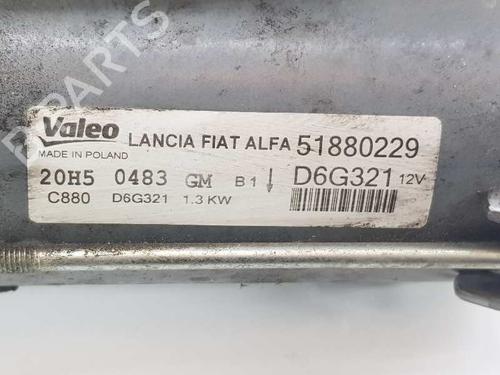 B-PARTS
Valeo LANCIA FIAT ALFA 51880229
MADE IN POLAND D6G321 12V
20H5 0483 GM B1 ↓
C880 D6G321 1.3 KW